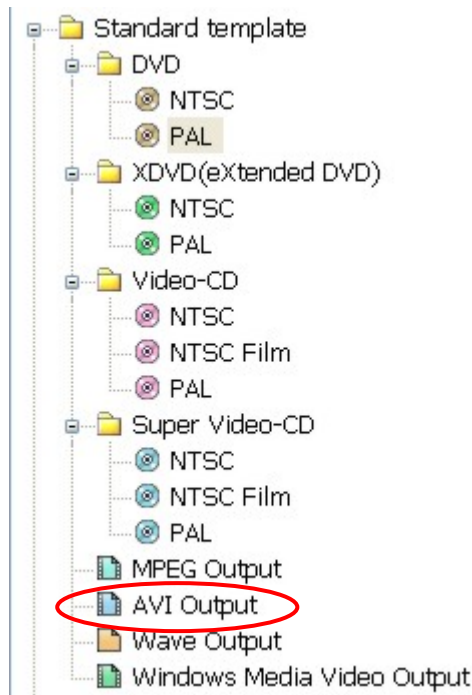 Standard template
DVD
NTSC
PAL
XDVD(eXtended DVD)
NTSC
PAL
Video-CD
NTSC
NTSC Film
PAL
Super Video-CD
NTSC
NTSC Film
PAL
MPEG Output
AVI Output
Wave Output
Windows Media Video Output